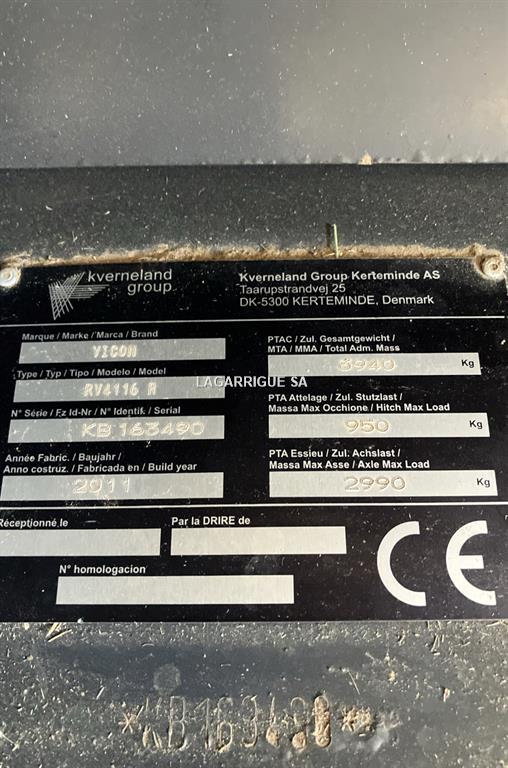 kverneland
group
Kverneland Group Kerteminde AS
Taarupstrandvej 25
DK-5300 KERTEMINDE, Denmark
Marque / Marke / Marca / Brand
VICON
Type / Typ / Tipo / Modelo / Model
RV4116 R
N° Série / Fz Id-Nr / N° Identif. / Serial
KB163490
Année Fabric. / Baujahr /
Anno costruz. / Fabricada en / Build year
2011
PTAC / Zul. Gesamtgewicht /
MTA / MMA / Total Adm. Mass
3940 Kg
PTA Attelage / Zul. Stutzlast /
Massa Max Occhione / Hitch Max Load
950 Kg
PTA Essieu / Zul. Achslast /
Massa Max Asse / Axle Max Load
2990 Kg
Réceptionné le
Par la DRIRE de
N° homologacion
CE
LAGARRIGUE SA
*KB163490*